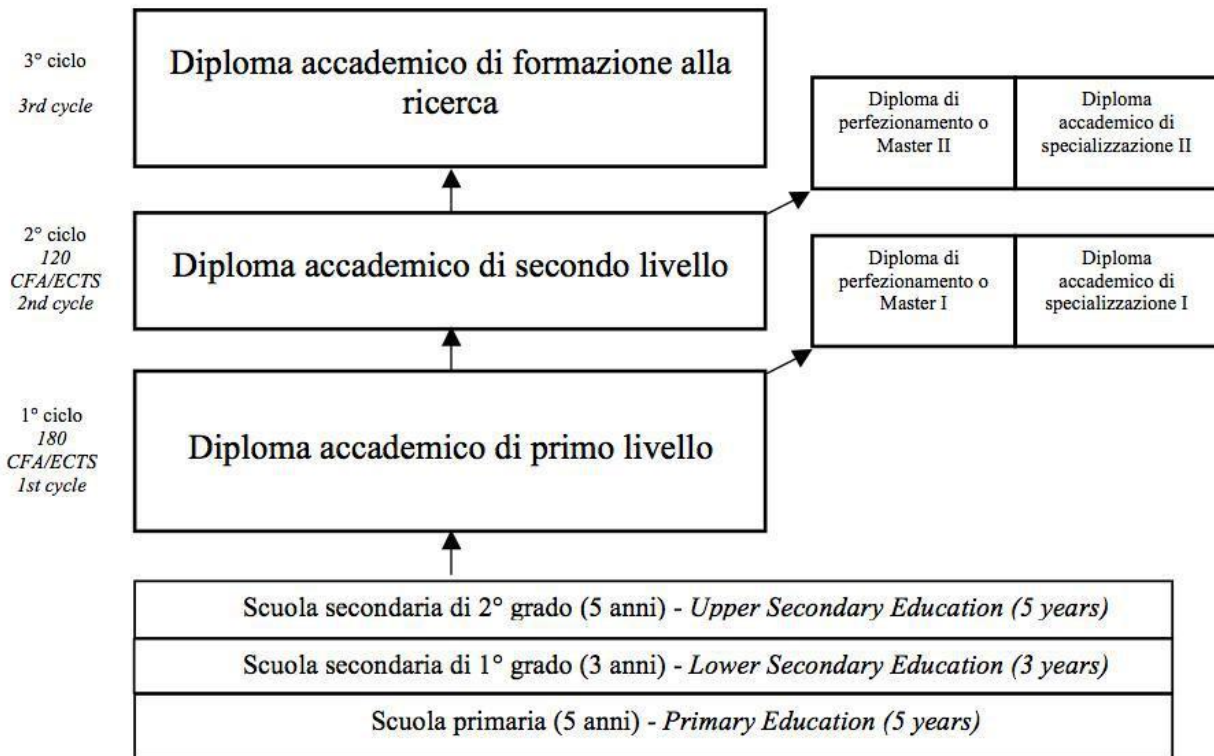 3° ciclo
3rd cycle
Diploma accademico di formazione alla
ricerca
Diploma di
perfezionamento o
Master II
Diploma
accademico di
specializzazione II
2° ciclo
120
CFA/ECTS
2nd cycle
Diploma accademico di secondo livello
Diploma di
perfezionamento o
Master I
Diploma
accademico di
specializzazione I
1° ciclo
180
CFA/ECTS
1st cycle
Diploma accademico di primo livello
Scuola secondaria di 2° grado (5 anni) - Upper Secondary Education (5 years)
Scuola secondaria di 1° grado (3 anni) - Lower Secondary Education (3 years)
Scuola primaria (5 anni) - Primary Education (5 years)